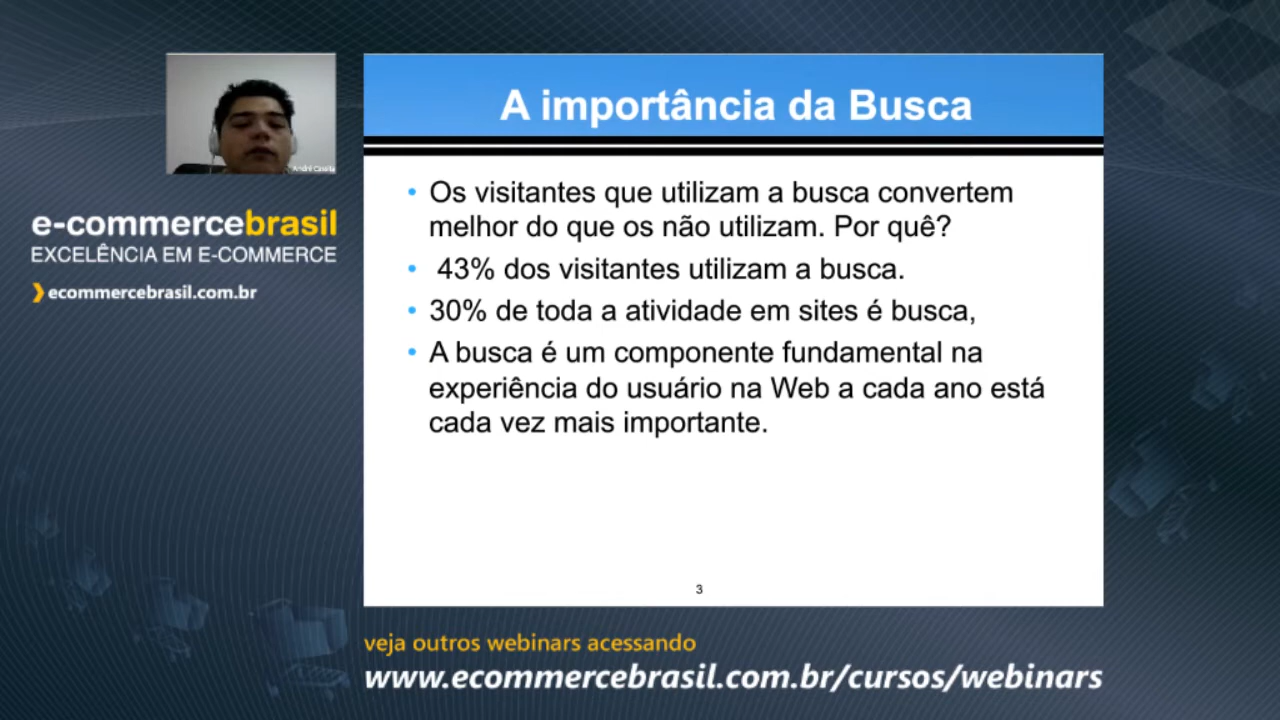 A importância da Busca
André Casita
e-commercebrasil
EXCELÊNCIA EM E-COMMERCE
ecommercebrasil.com.br
• Os visitantes que utilizam a busca convertem
melhor do que os não utilizam. Por quê?
• 43% dos visitantes utilizam a busca.
• 30% de toda a atividade em sites é busca,
• A busca é um componente fundamental na
experiência do usuário na Web a cada ano está
cada vez mais importante.
3
veja outros webinars acessando
www.ecommercebrasil.com.br/cursos/webinars